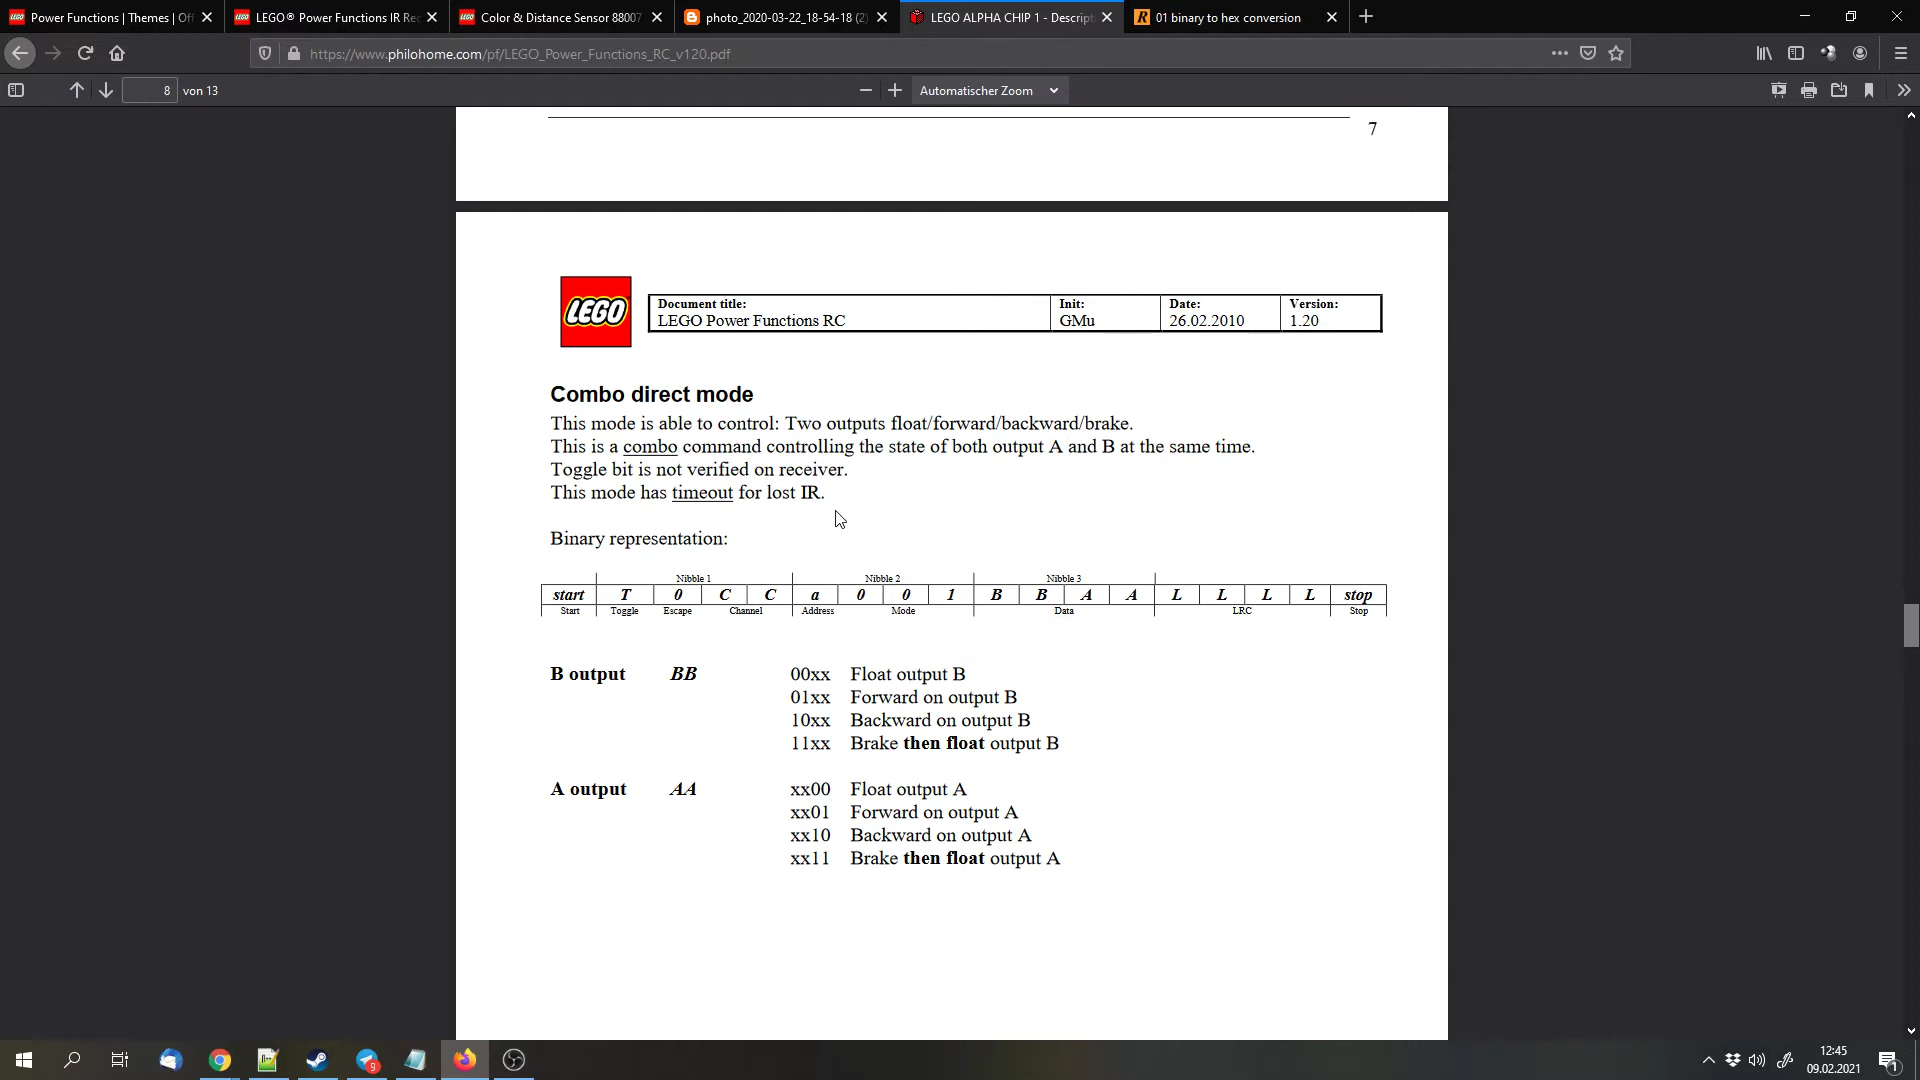 Power Functions | Themes | Off
LEGO® Power Functions IR Rec
Color & Distance Sensor 88007
photo_2020-03-22_18-54-18 (2)
LEGO ALPHA CHIP 1 - Descripti
01 binary to hex conversion
https://www.philohome.com/pf/LEGO_Power_Functions_RC_v120.pdf
8 von 13
Automatischer Zoom
7
LEGO
Document title: Init: Date: Version:
LEGO Power Functions RC GMu 26.02.2010 1.20
Combo direct mode
This mode is able to control: Two outputs float/forward/backward/brake.
This is a combo command controlling the state of both output A and B at the same time.
Toggle bit is not verified on receiver.
This mode has timeout for lost IR.
Binary representation:
Nibble 1 Nibble 2 Nibble 3
start T 0 C C a 0 0 1 B B A A L L L L stop
Start Toggle Escape Channel Address Mode Data LRC Stop
B output BB 00xx Float output B
01xx Forward on output B
10xx Backward on output B
11xx Brake then float output B
A output AA xx00 Float output A
xx01 Forward on output A
xx10 Backward on output A
xx11 Brake then float output A
12:45
09.02.2021
9
1